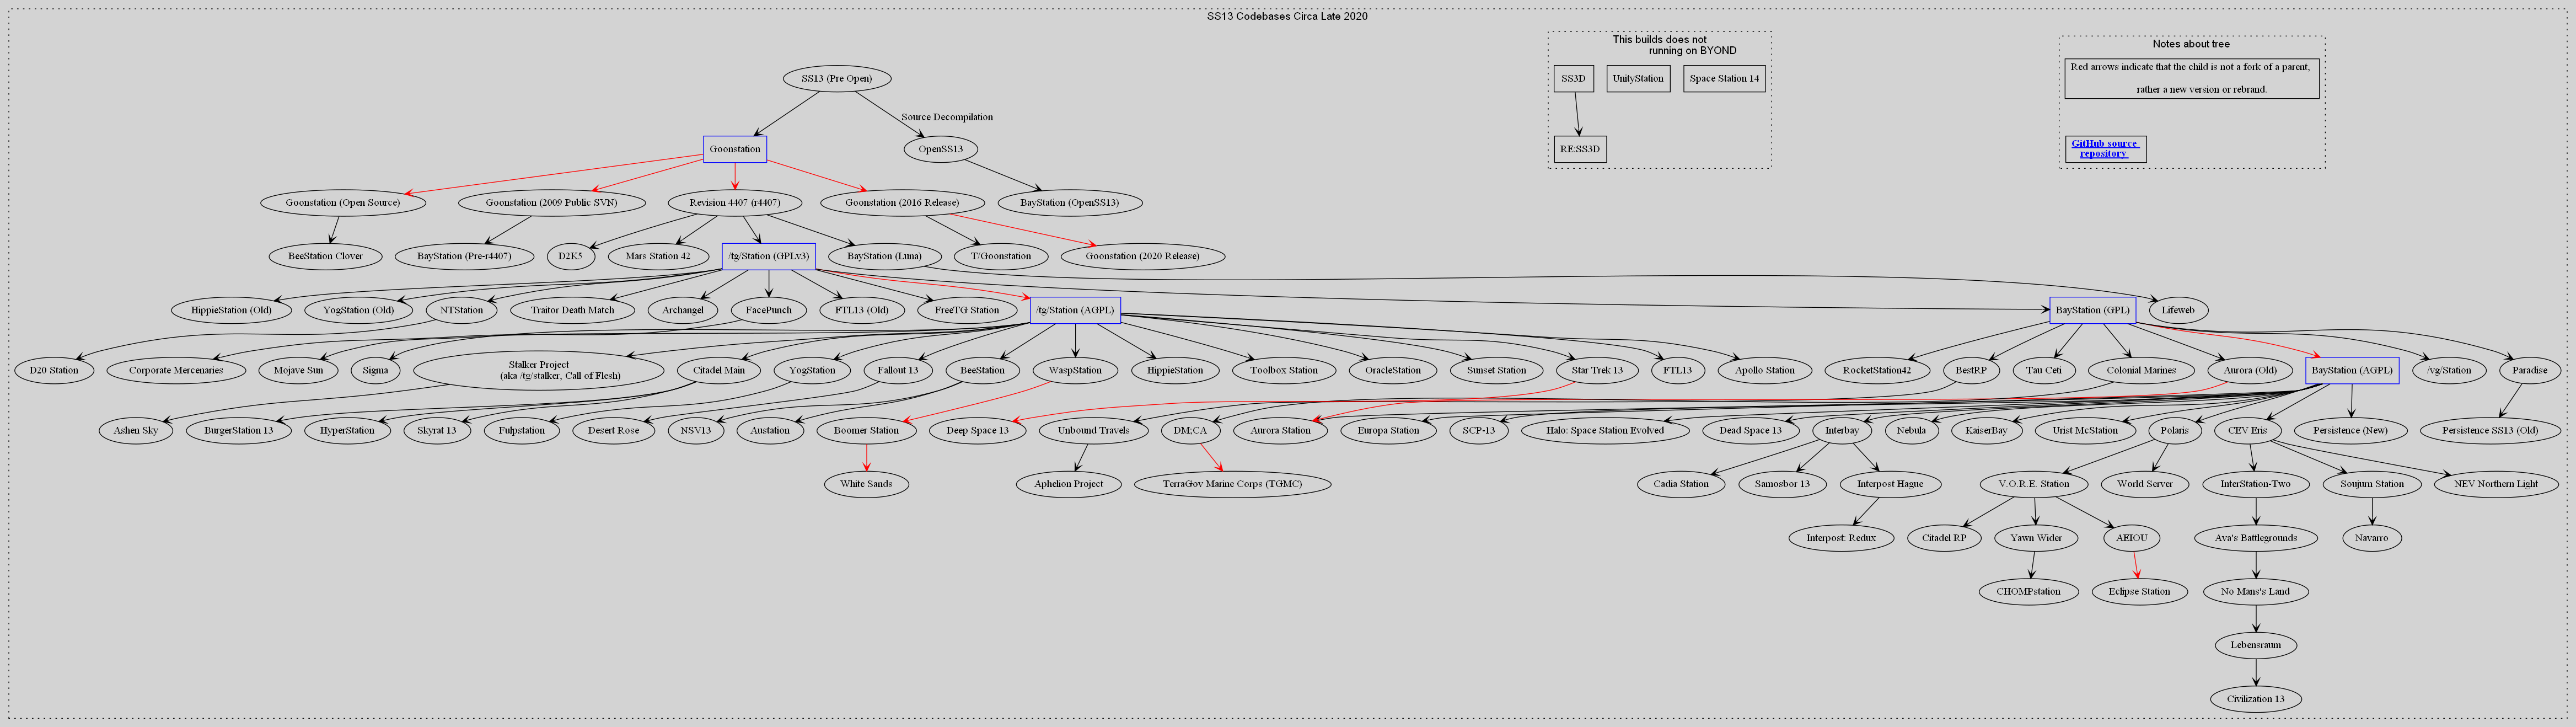 SS13 Codebases Circa Late 2020
This builds does not
running on BYOND
Notes about tree
SS13 (Pre Open)
SS3D
UnityStation
Space Station 14
Red arrows indicate that the child is not a fork of a parent,
rather a new version or rebrand.
Source Decompilation
Goonstation
OpenSS13
RE:SS3D
GitHub source
repository
Goonstation (Open Source)
Goonstation (2009 Public SVN)
Revision 4407 (r4407)
Goonstation (2016 Release)
BayStation (OpenSS13)
BeeStation Clover
BayStation (Pre-r4407)
D2K5
Mars Station 42
/tg/Station (GPLv3)
BayStation (Luna)
T/Goonstation
Goonstation (2020 Release)
HippieStation (Old)
YogStation (Old)
NTStation
Traitor Death Match
Archangel
FacePunch
FTL13 (Old)
FreeTG Station
/tg/Station (AGPL)
BayStation (GPL)
Lifeweb
D20 Station
Corporate Mercenaries
Mojave Sun
Sigma
Stalker Project
(aka /tg/stalker, Call of Flesh)
Citadel Main
YogStation
Fallout 13
BeeStation
WaspStation
HippieStation
Toolbox Station
OracleStation
Sunset Station
Star Trek 13
FTL13
Apollo Station
RocketStation42
BestRP
Tau Ceti
Colonial Marines
Aurora (Old)
BayStation (AGPL)
/vg/Station
Paradise
Ashen Sky
BurgerStation 13
HyperStation
Skyrat 13
Fulpstation
Desert Rose
NSV13
Austation
Boomer Station
Deep Space 13
Unbound Travels
DM;CA
Aurora Station
Europa Station
SCP-13
Halo: Space Station Evolved
Dead Space 13
Interbay
Nebula
KaiserBay
Urist McStation
Polaris
CEV Eris
Persistence (New)
Persistence SS13 (Old)
White Sands
Aphelion Project
TerraGov Marine Corps (TGMC)
Cadia Station
Samosbor 13
Interpost Hague
V.O.R.E. Station
World Server
InterStation-Two
Soujurn Station
NEV Northern Light
Interpost: Redux
Citadel RP
Yawn Wider
AEIOU
Ava's Battlegrounds
Navarro
CHOMPstation
Eclipse Station
No Mans's Land
Lebensraum
Civilization 13